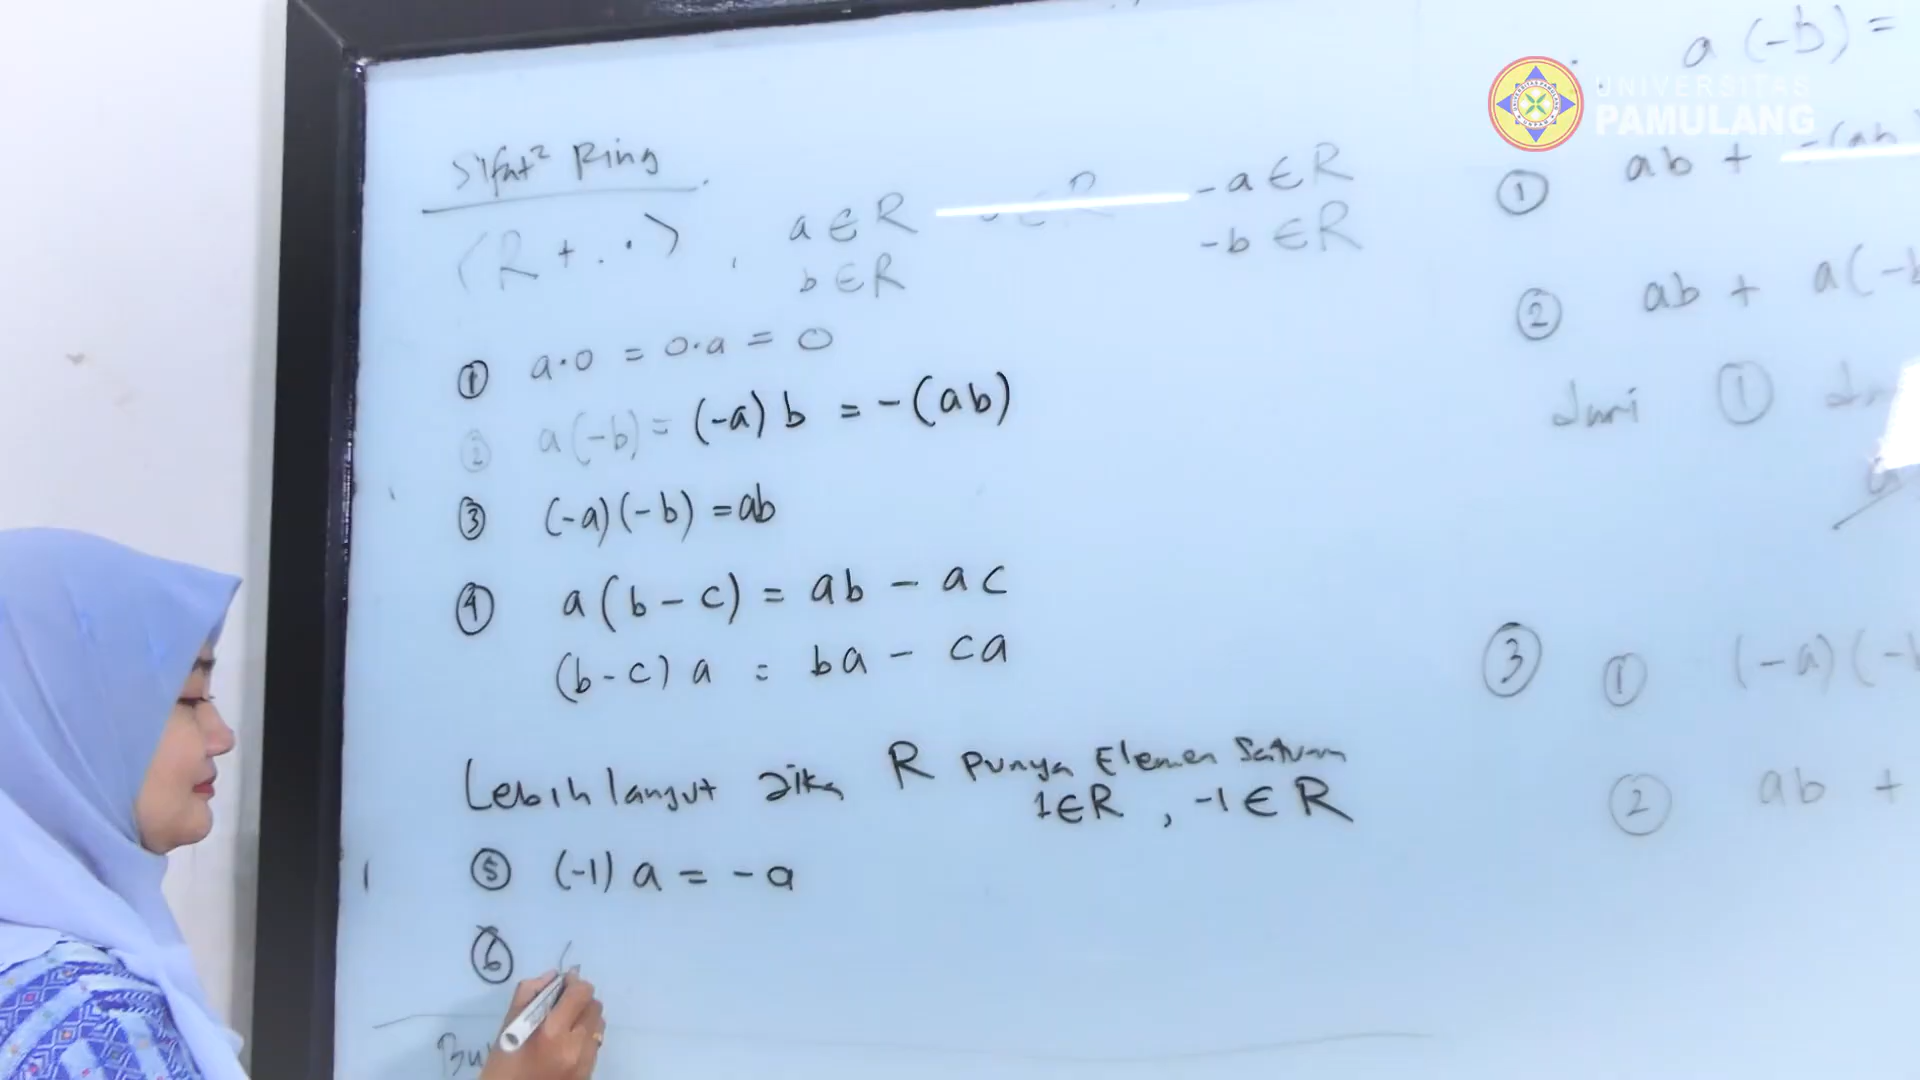 Sifat² Ring
⟨R + . •⟩, a ∈ R -a ∈ R
b ∈ R -b ∈ R
① a·0 = 0·a = 0
② a(-b) = (-a) b = -(ab)
③ (-a)(-b) = ab
④ a(b - c) = ab - ac
(b-c) a = ba - ca
Lebih lanjut Jika R Punya Elemen Satuan
1 ∈ R, -1 ∈ R
⑤ (-1) a = -a
⑥ (
a (-b) =
① ab + -(ab
② ab + a(-b
dari ①
③ ① (-a)(-b
② ab +
UNIVERSITAS
PAMULANG